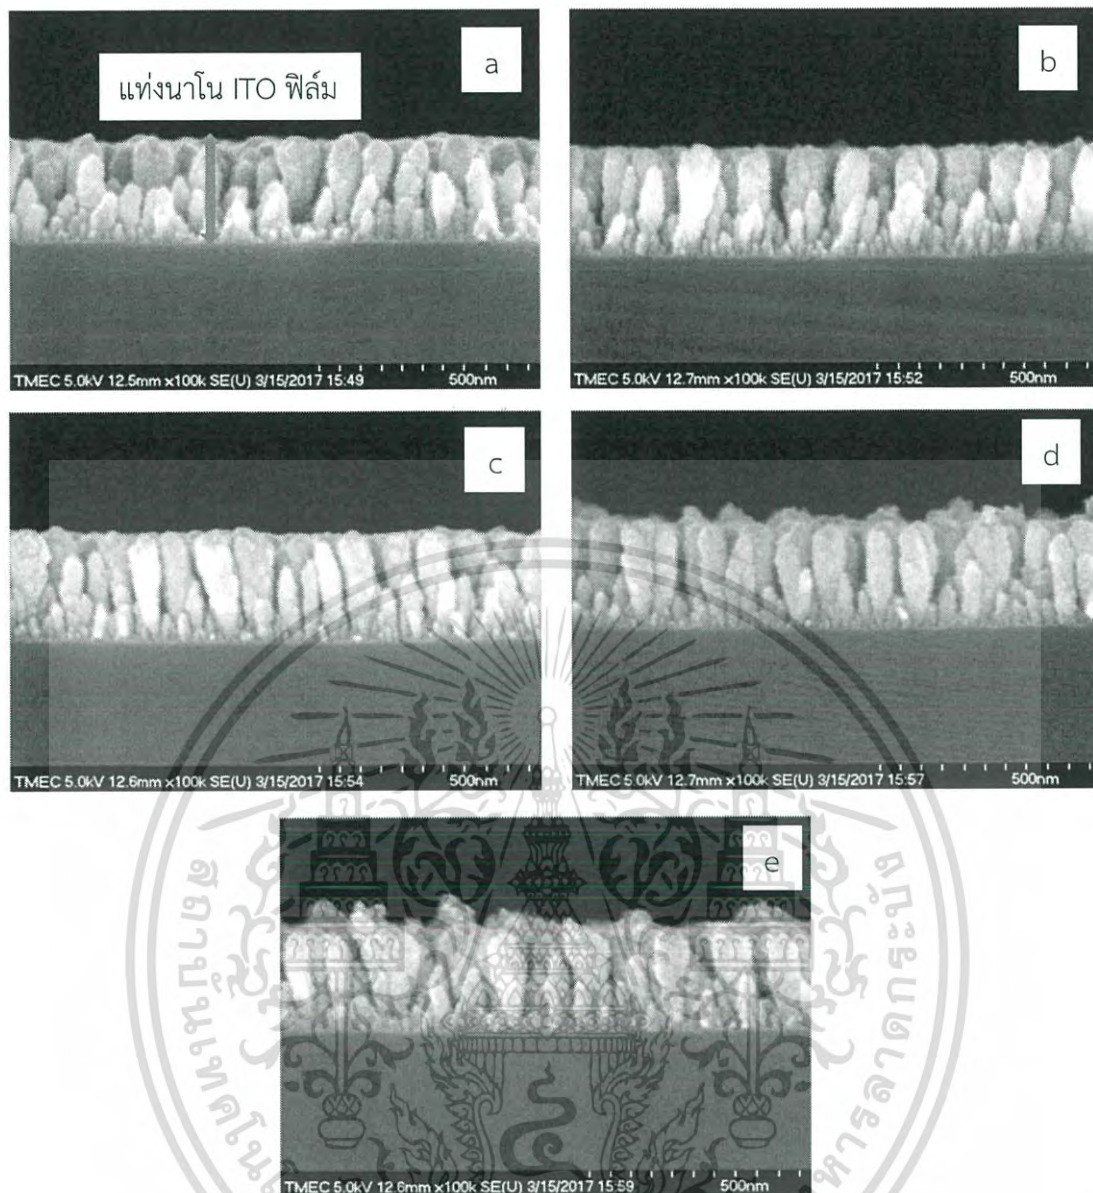 a
แท่งนาโน ITO ฟิล์ม
TMEC 5.0kV 12.5mm x100k SE(U) 3/15/2017 15:49 500nm
b
TMEC 5.0kV 12.7mm x100k SE(U) 3/15/2017 15:52 500nm
c
TMEC 5.0kV 12.6mm x100k SE(U) 3/15/2017 15:54 500nm
d
TMEC 5.0kV 12.7mm x100k SE(U) 3/15/2017 15:57 500nm
e
TMEC 5.0kV 12.6mm x100k SE(U) 3/15/2017 15:59 500nm